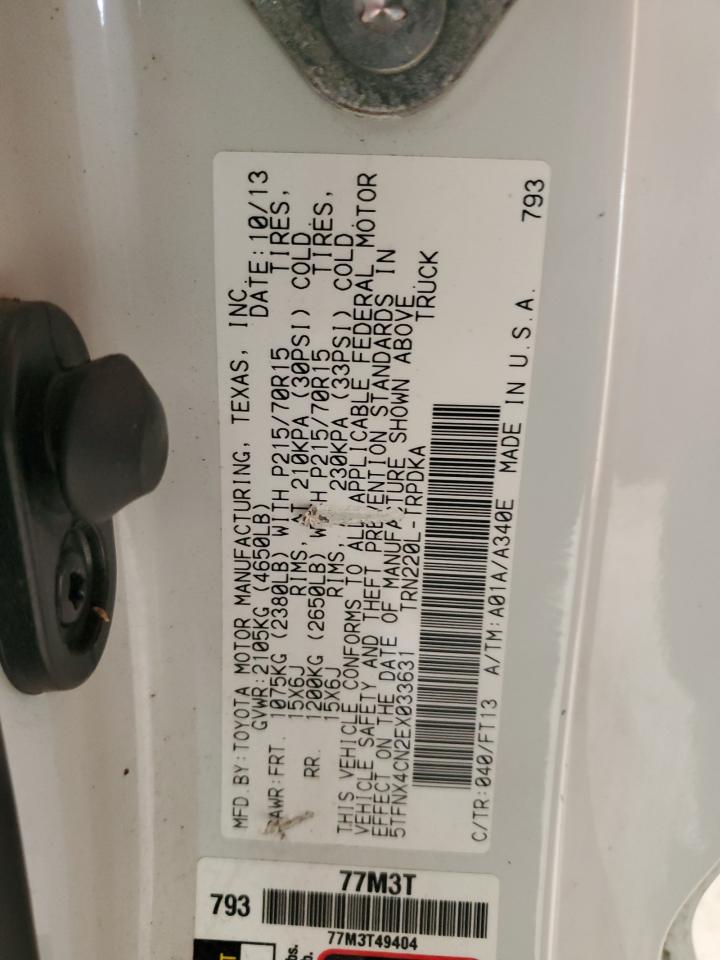 MFD. BY: TOYOTA MOTOR MANUFACTURING, TEXAS, INC.
GVWR: 2105KG (4650LB) DATE: 10/13
GAWR: FRT. 1075KG (2380LB) WITH P215/70R15 TIRES,
15X6J RIMS, AT 210KPA (30PSI) COLD.
RR. 1200KG (2650LB) WITH P215/70R15 TIRES,
15X6J RIMS, 230KPA (33PSI) COLD.
THIS VEHICLE CONFORMS TO ALL APPLICABLE FEDERAL MOTOR
VEHICLE SAFETY AND THEFT PREVENTION STANDARDS IN
EFFECT ON THE DATE OF MANUFACTURE SHOWN ABOVE.
5TFNX4CN2EX033631 TRN220L-TRPDKA TRUCK
C/TR: 040/FT13 A/TM: A01A/A340E MADE IN U.S.A. 793
77M3T
793
77M3T49404